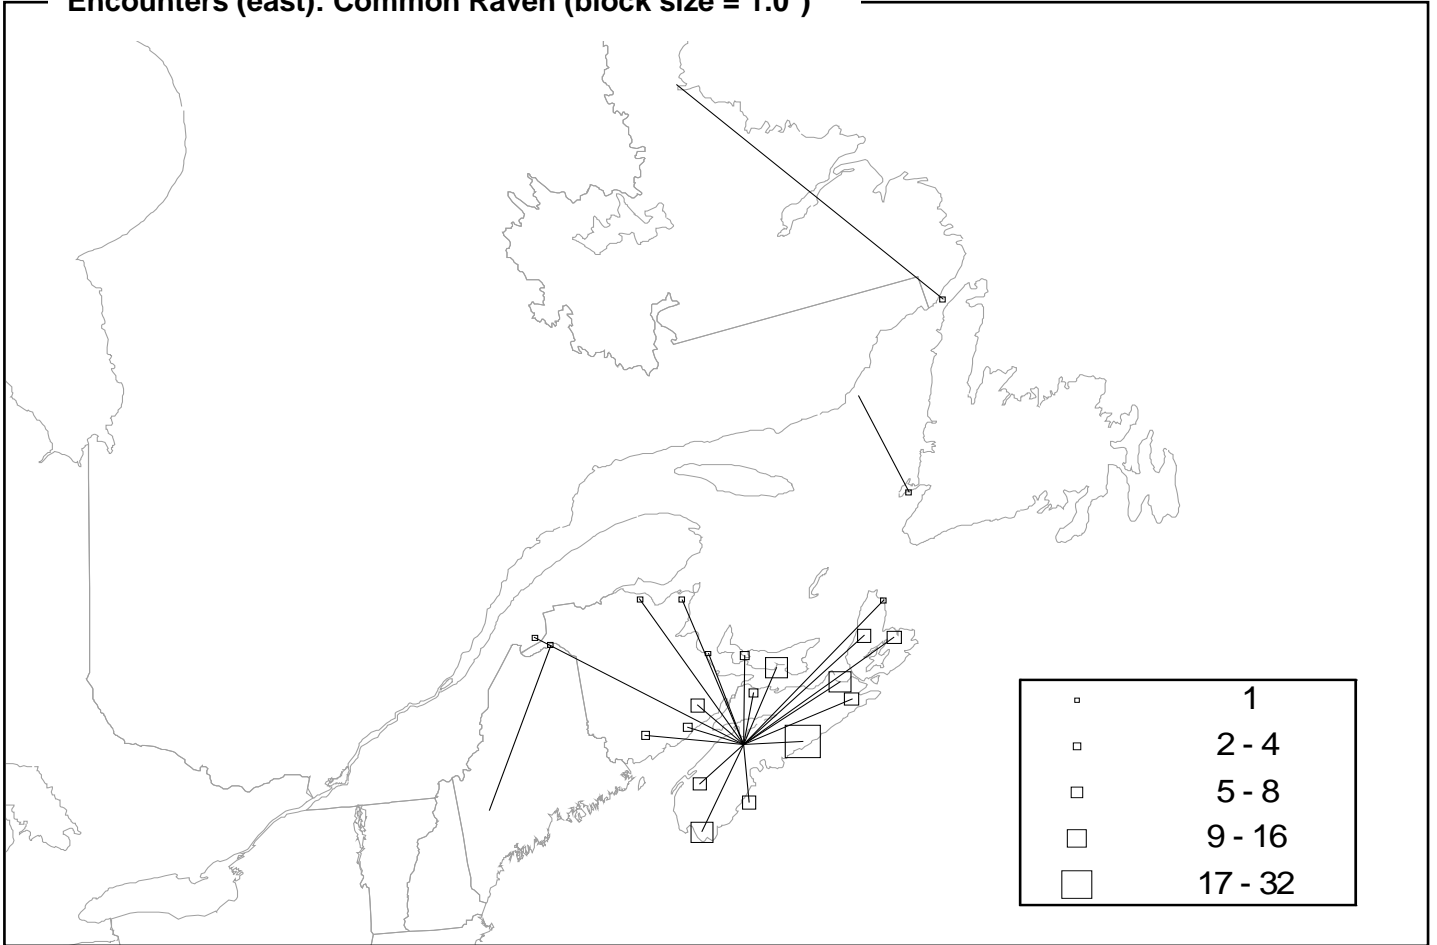 Encounters (east): Common Raven (block size = 1.0°)
1
2 - 4
5 - 8
9 - 16
17 - 32